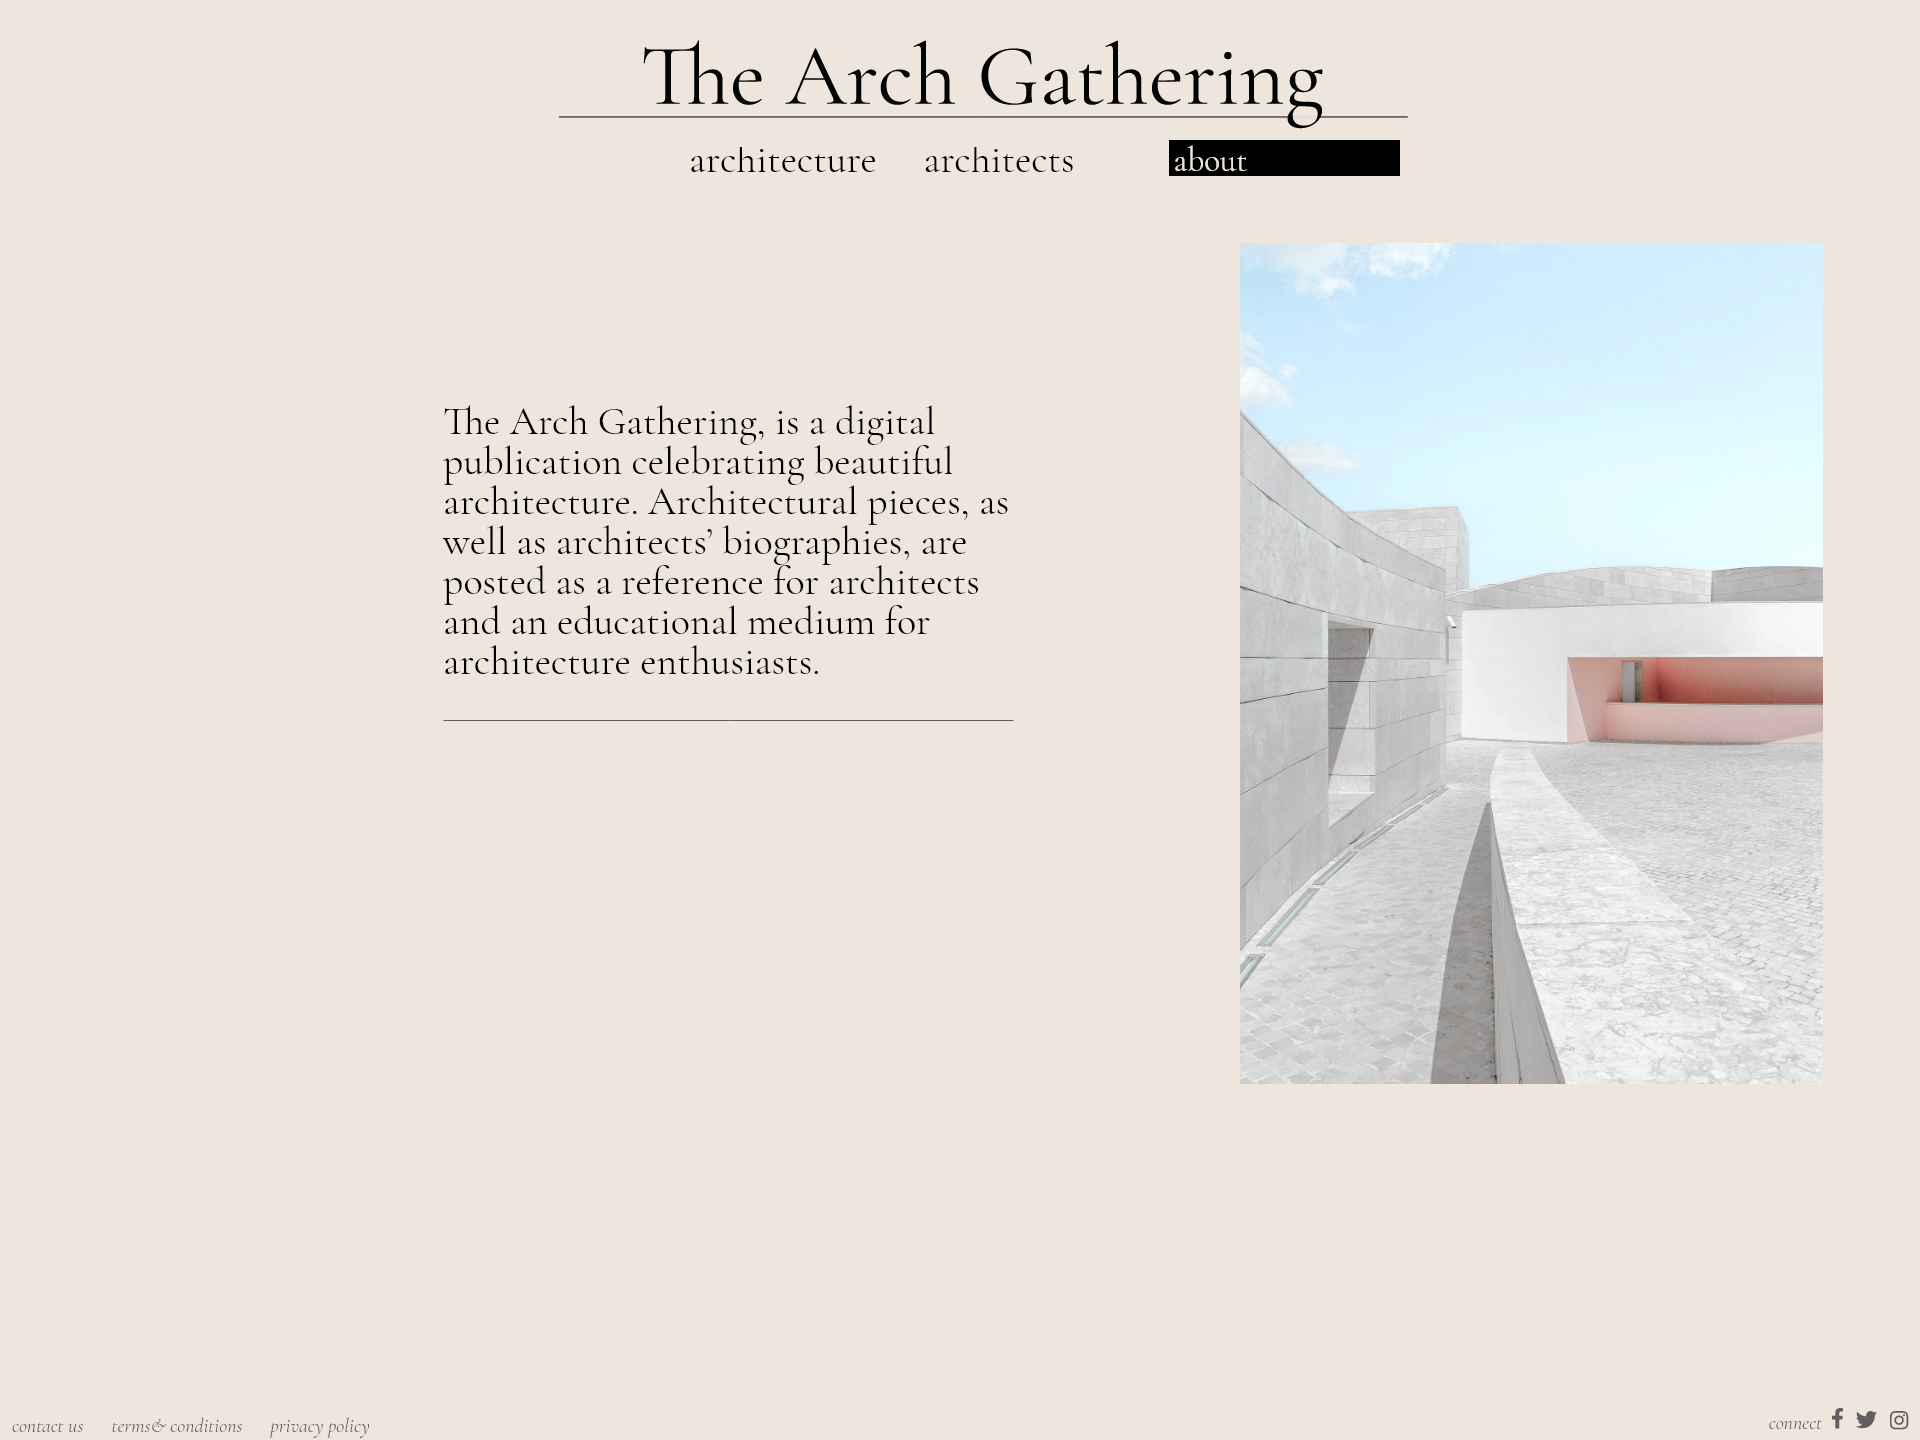 The Arch Gathering
architecture architects about
The Arch Gathering, is a digital
publication celebrating beautiful
architecture. Architectural pieces, as
well as architects’ biographies, are
posted as a reference for architects
and an educational medium for
architecture enthusiasts.
contact us terms& conditions privacy policy connect